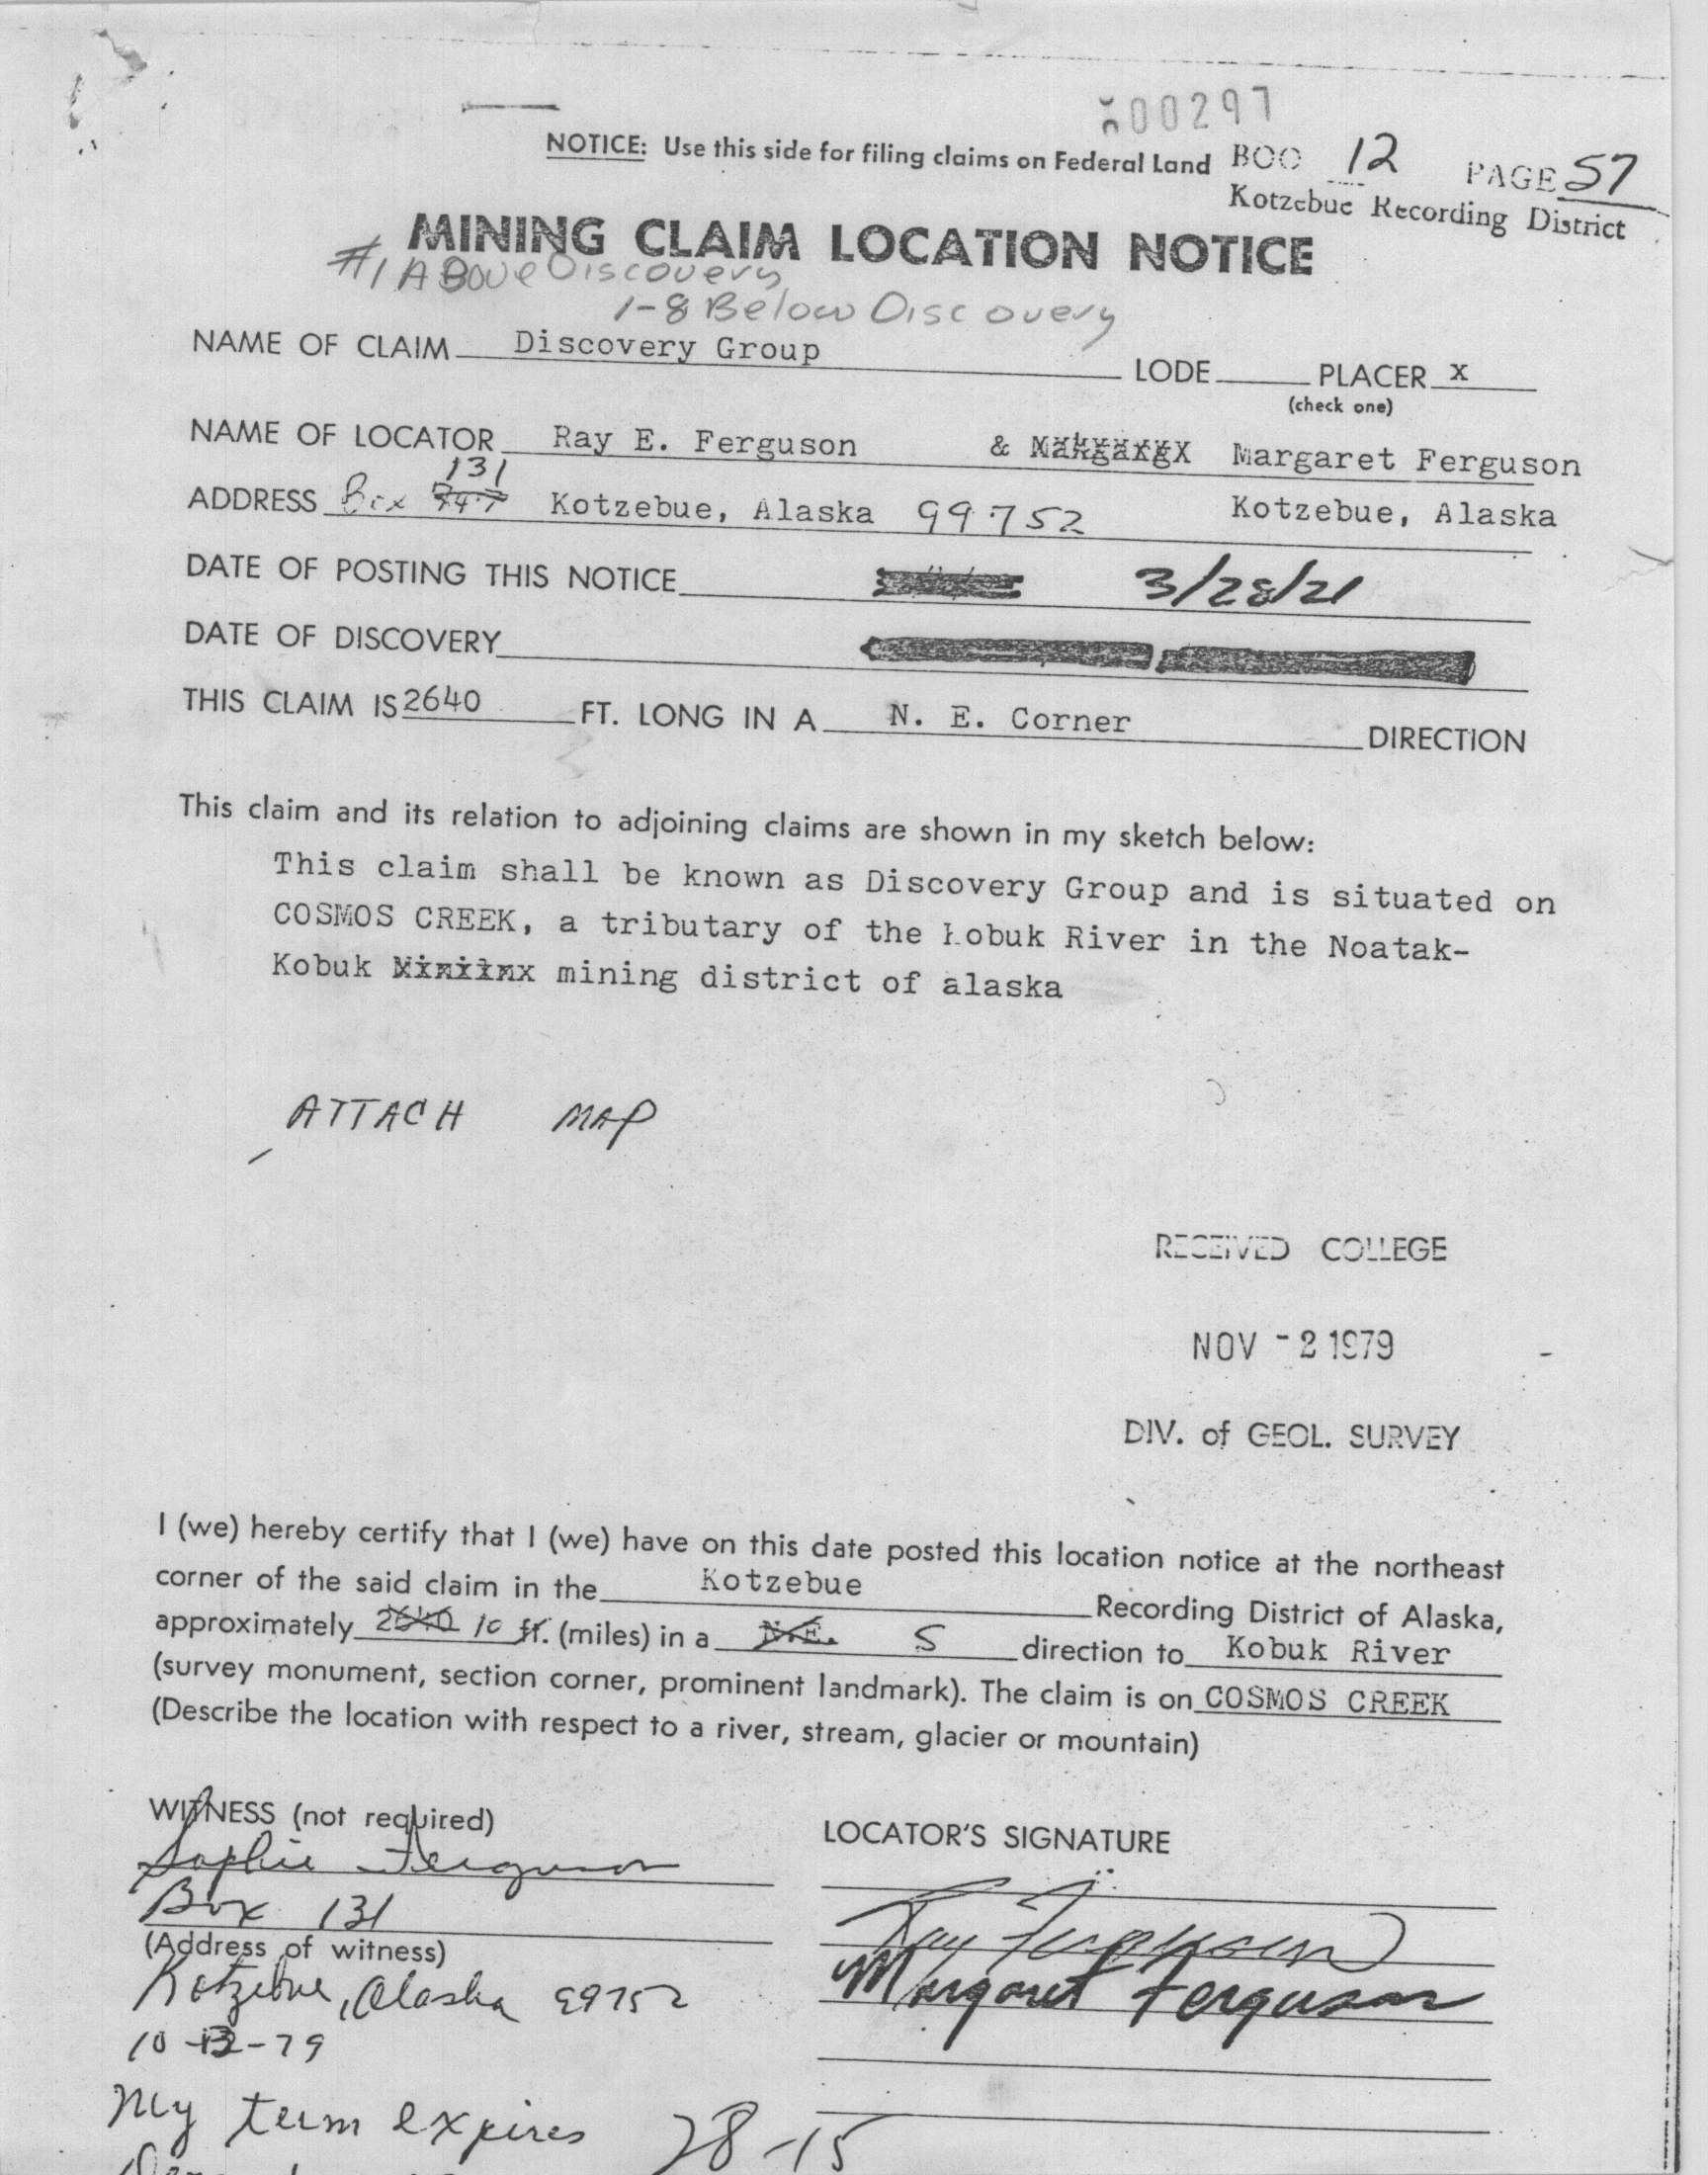 00297
NOTICE: Use this side for filing claims on Federal Land
BOO 12 PAGE 57
Kotzebue Recording District
MINING CLAIM LOCATION NOTICE
#1 Above Discovery
1-8 Below Discovery
NAME OF CLAIM Discovery Group LODE PLACER x
(check one)
NAME OF LOCATOR Ray E. Ferguson & Margaret Ferguson
131
ADDRESS Box 747 Kotzebue, Alaska 99752 Kotzebue, Alaska
DATE OF POSTING THIS NOTICE 3/28/21
DATE OF DISCOVERY
THIS CLAIM IS 2640 FT. LONG IN A N. E. Corner DIRECTION
This claim and its relation to adjoining claims are shown in my sketch below:
This claim shall be known as Discovery Group and is situated on
COSMOS CREEK, a tributary of the Kobuk River in the Noatak-
Kobuk mining district of alaska
ATTACH MAP
RECEIVED COLLEGE
NOV - 2 1979
DIV. of GEOL. SURVEY
I (we) hereby certify that I (we) have on this date posted this location notice at the northeast
corner of the said claim in the Kotzebue Recording District of Alaska,
approximately 2640 10 ft. (miles) in a N.E. S direction to Kobuk River
(survey monument, section corner, prominent landmark). The claim is on COSMOS CREEK
(Describe the location with respect to a river, stream, glacier or mountain)
WITNESS (not required)
LOCATOR'S SIGNATURE
Sophie Ferguson
Box 131
Ray Ferguson
(Address of witness)
Margaret Ferguson
Kotzebue, Alaska 99752
10-12-79
My term expires 28-15